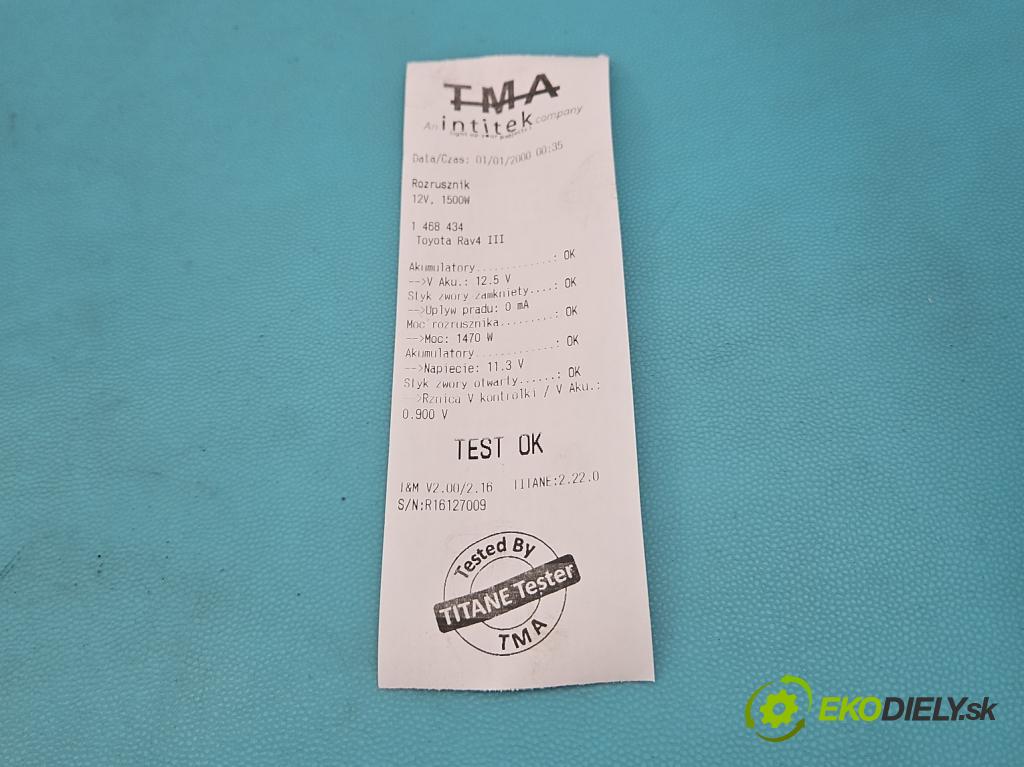 TMA
An intitek company
Data/Czas: 01/01/2000 00:35
Rozrusznik
12V, 1500W
1 468 434
Toyota Rav4 III
Akumulatory............: OK
-->V Aku.: 12.5 V
Styk zwory zamkniety....: OK
-->Uplyw pradu: 0 mA
Moc rozrusznika.........: OK
-->Moc: 1470 W
Akumulatory............: OK
-->Napiecie: 11.3 V
Styk zwory otwarty......: OK
-->Rznica V kontrolki / V Aku.:
0.900 V
TEST OK
I&M V2.00/2.16 TITANE:2.22.0
S/N:R16127009
Tested By
TITANE Tester
TMA
EKODIELY.sk